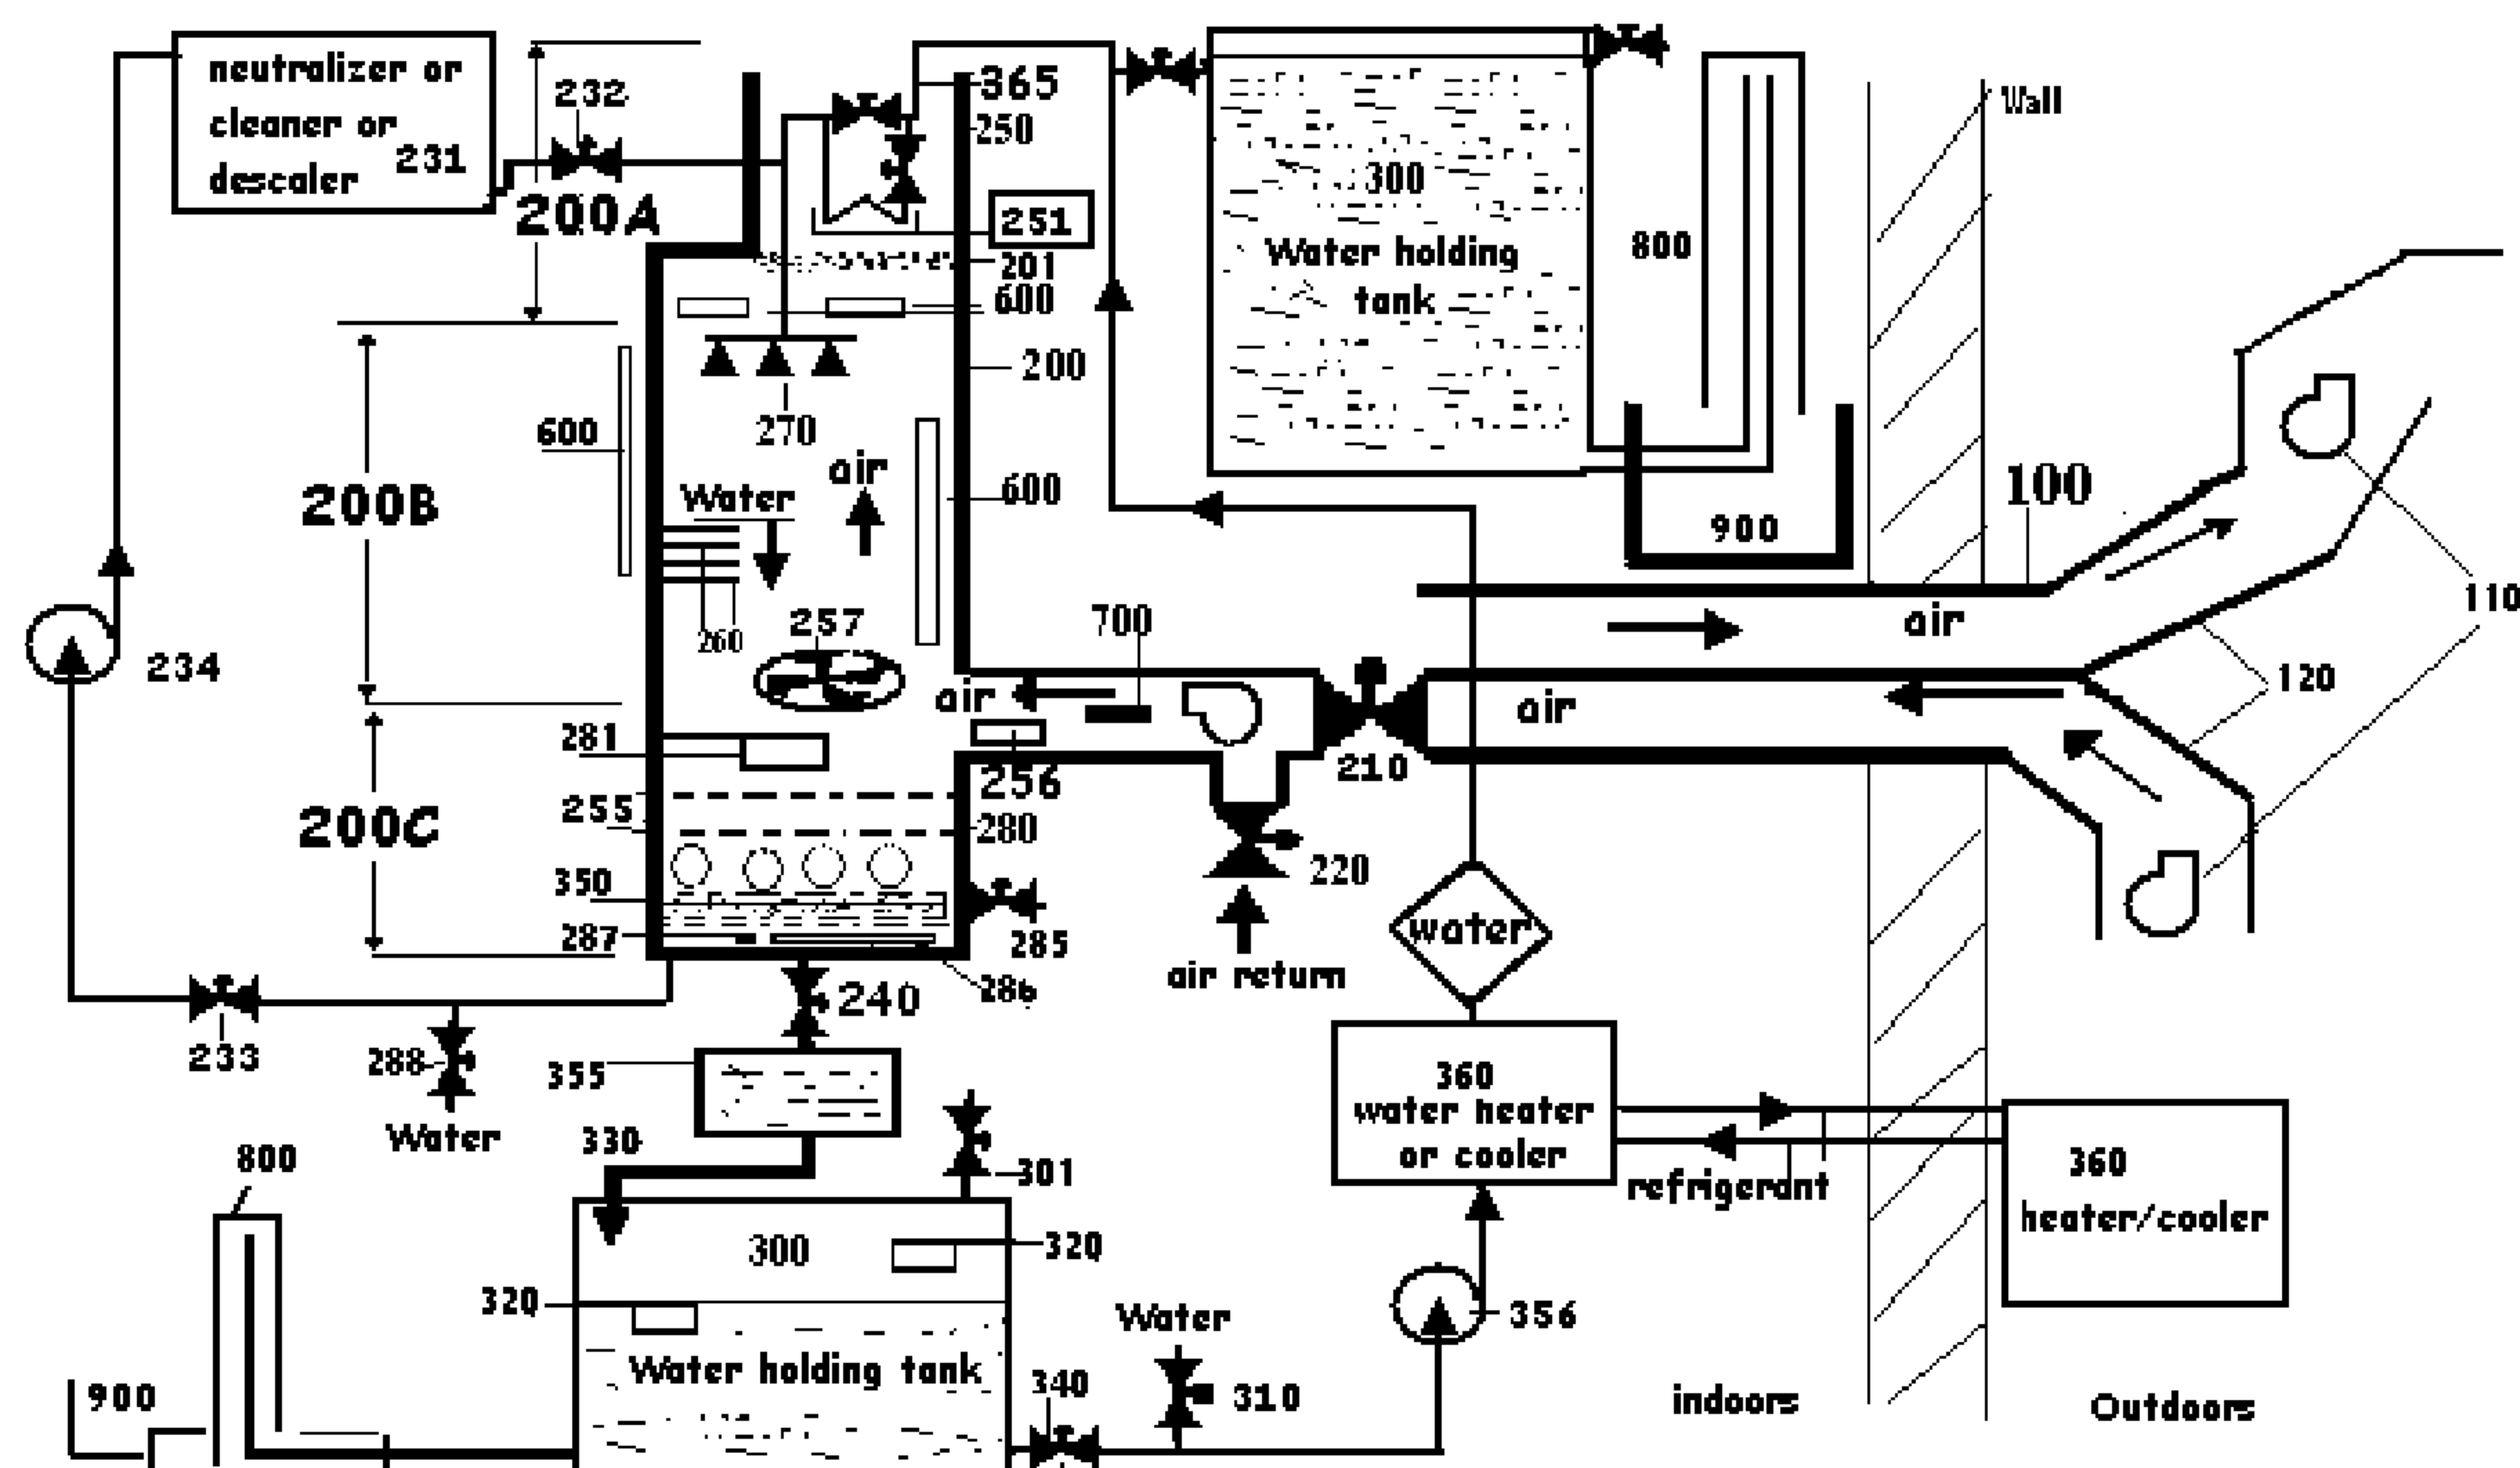 neutralizer or
cleaner or
descaler 231
232
200A
365
250
251
201
600
200
300
Water holding
tank
800
Wall
600
270
200B
Water
air
600
100
900
260
257
700
air
110
234
air
air
120
281
256
210
255
280
200C
220
350
287
285
286
air return
water
240
233
288
355
Water
360
water heater
or cooler
refrigerant
360
heater/cooler
330
301
800
300
320
320
Water
356
Water holding tank
340
310
900
indoors
Outdoors